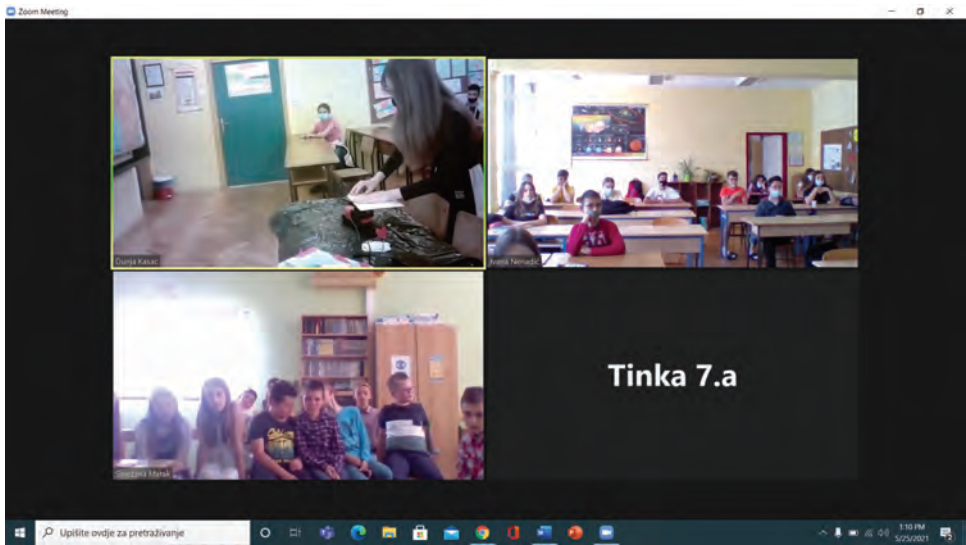 Zoom Meeting
Dunja Kasac
Ivana Nenadić
Snježana Matak
Tinka 7.a
Upišite ovdje za pretraživanje
1:10 PM
5/25/2021